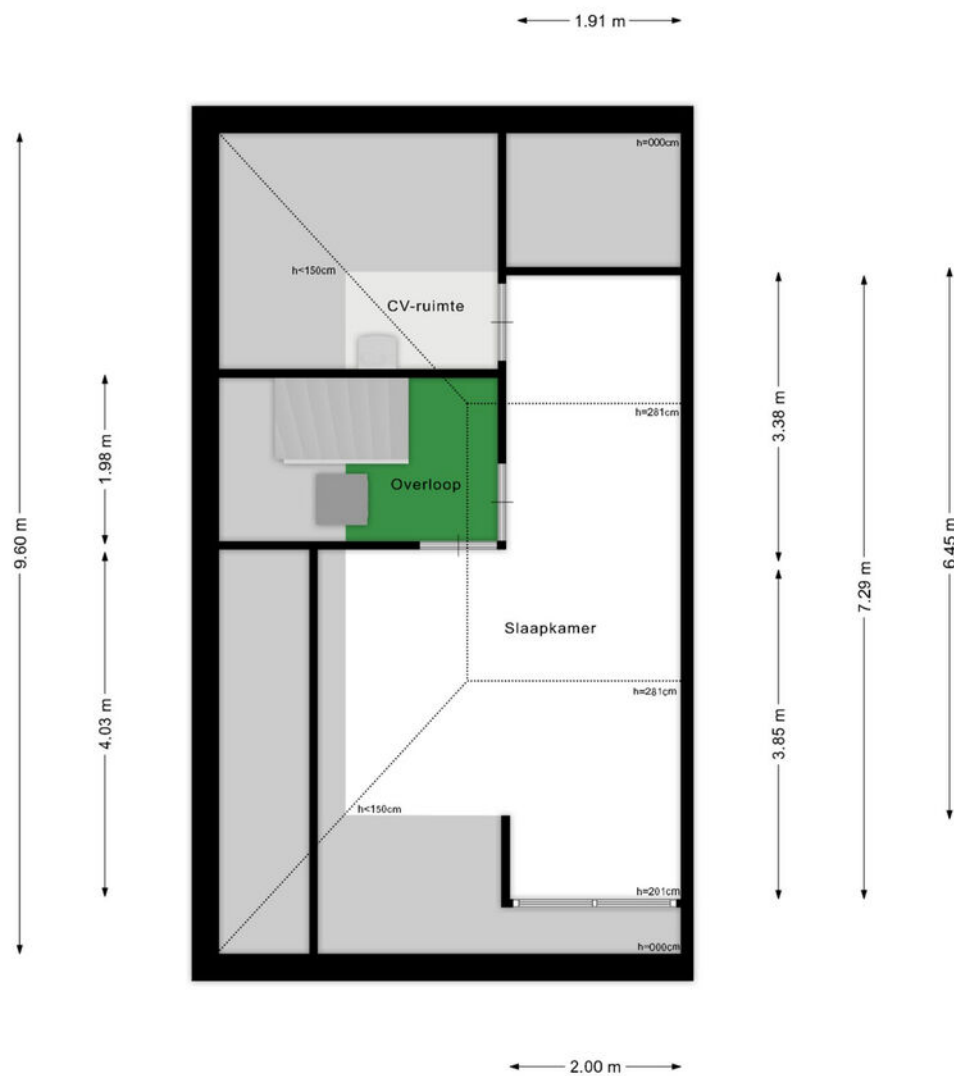 1.91 m
h=000cm
h<150cm
CV-ruimte
h=281cm
3.38 m
1.98 m
Overloop
9.60 m
6.45 m
7.29 m
Slaapkamer
h=281cm
4.03 m
3.85 m
h<150cm
h=201cm
h=000cm
2.00 m